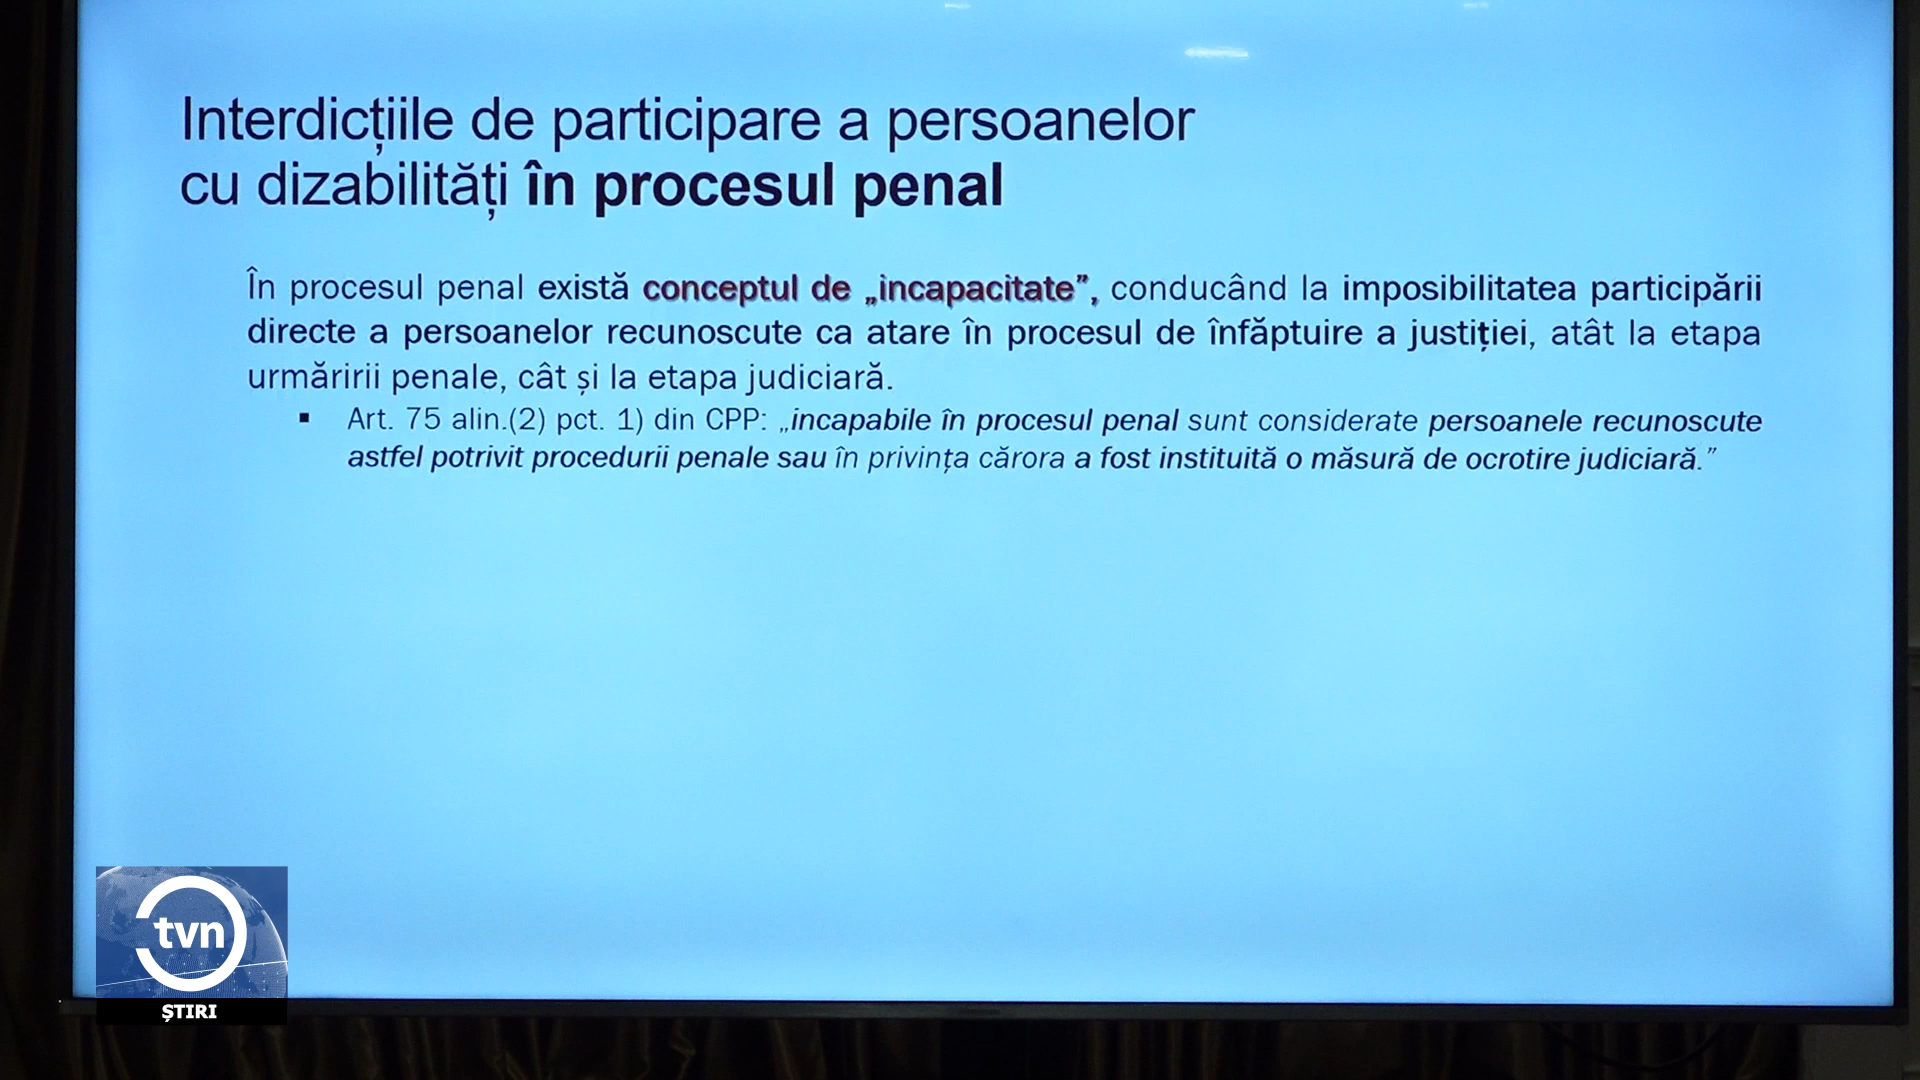 Interdicțiile de participare a persoanelor
cu dizabilități în procesul penal
În procesul penal există conceptul de „incapacitate”, conducând la imposibilitatea participării
directe a persoanelor recunoscute ca atare în procesul de înfăptuire a justiției, atât la etapa
urmăririi penale, cât și la etapa judiciară.
▪ Art. 75 alin.(2) pct. 1) din CPP: „incapabile în procesul penal sunt considerate persoanele recunoscute
astfel potrivit procedurii penale sau în privința cărora a fost instituită o măsură de ocrotire judiciară.”
tvn
ȘTIRI